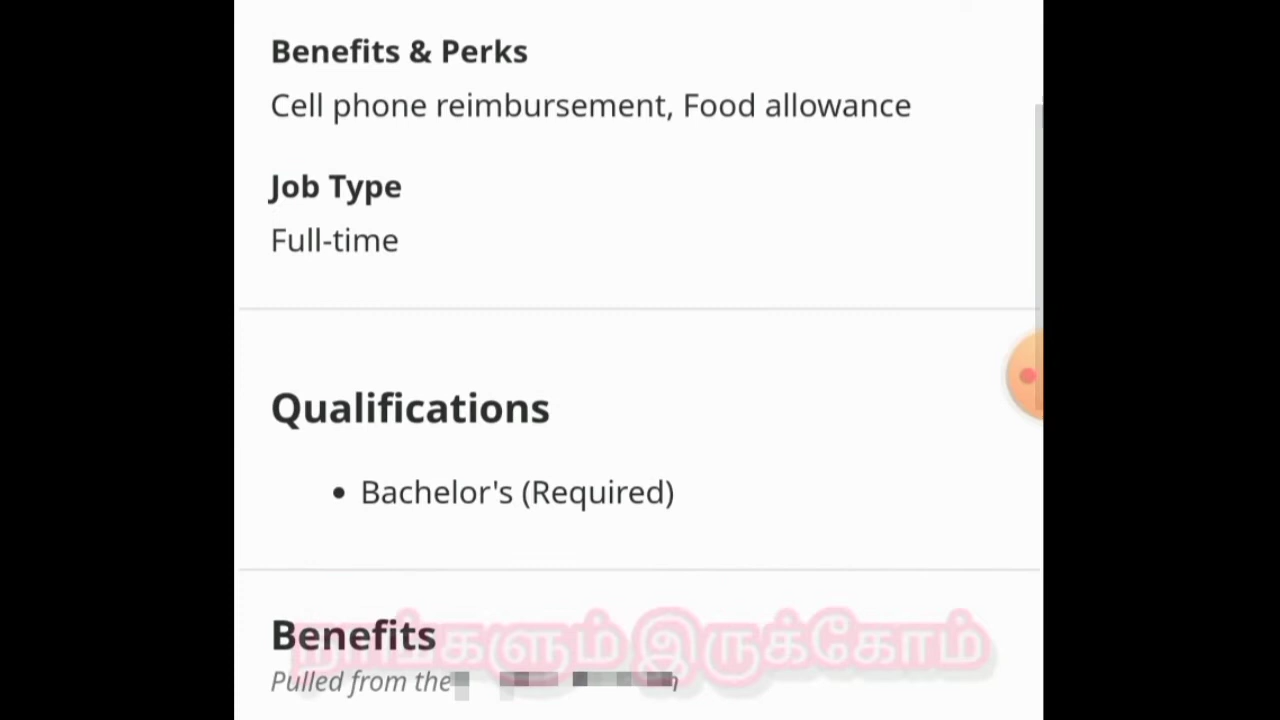 Benefits & Perks
Cell phone reimbursement, Food allowance
Job Type
Full-time
Qualifications
• Bachelor's (Required)
Benefits
நாங்களும் இருக்கோம்
Pulled from the